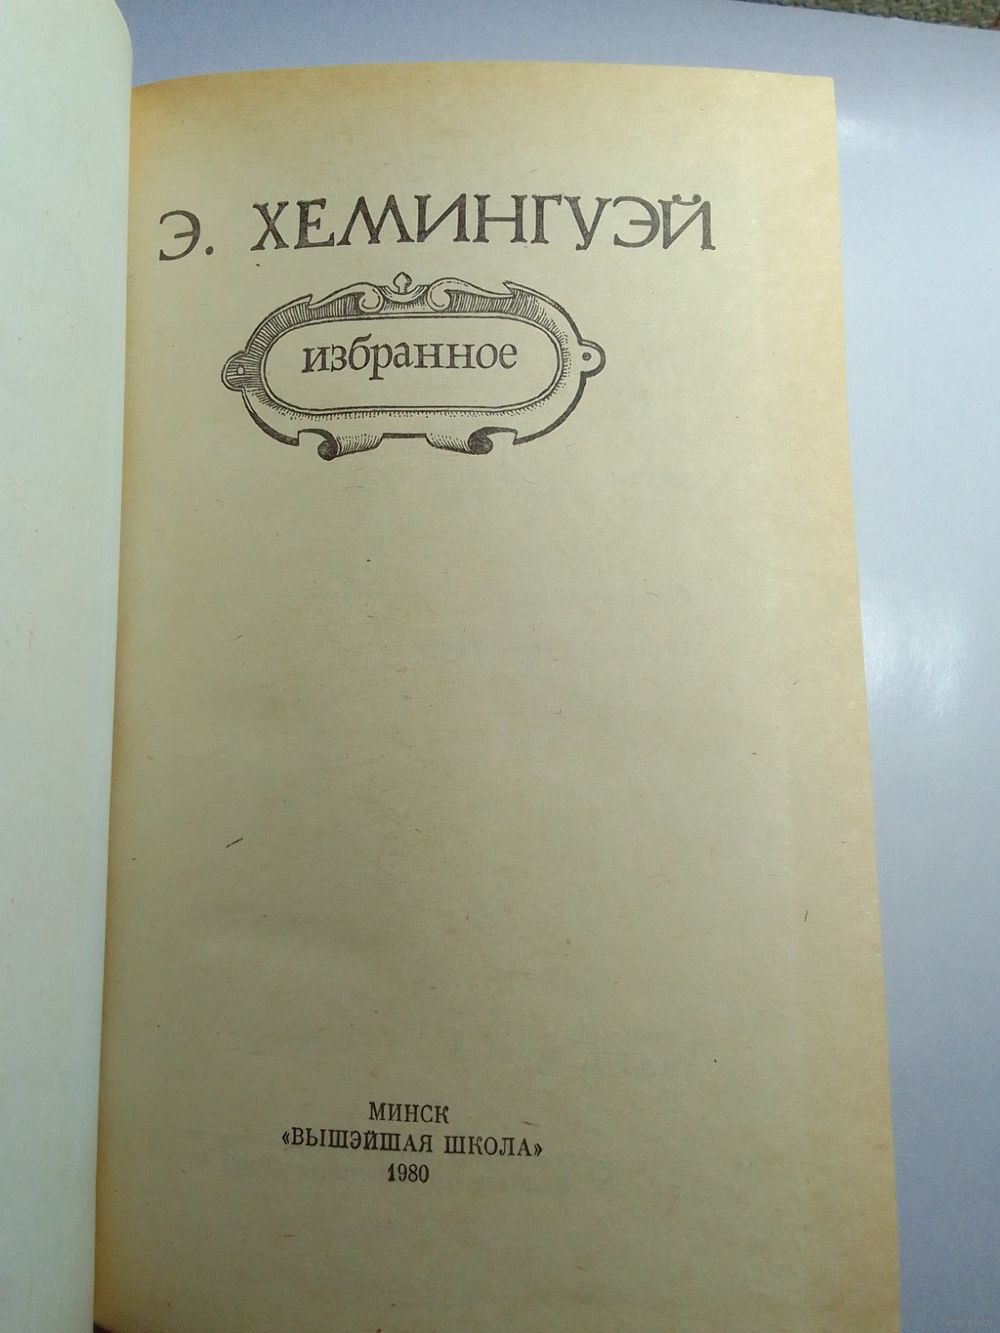 Э. ХЕМИНГУЭЙ
избранное
МИНСК
«ВЫШЭЙШАЯ ШКОЛА»
1980